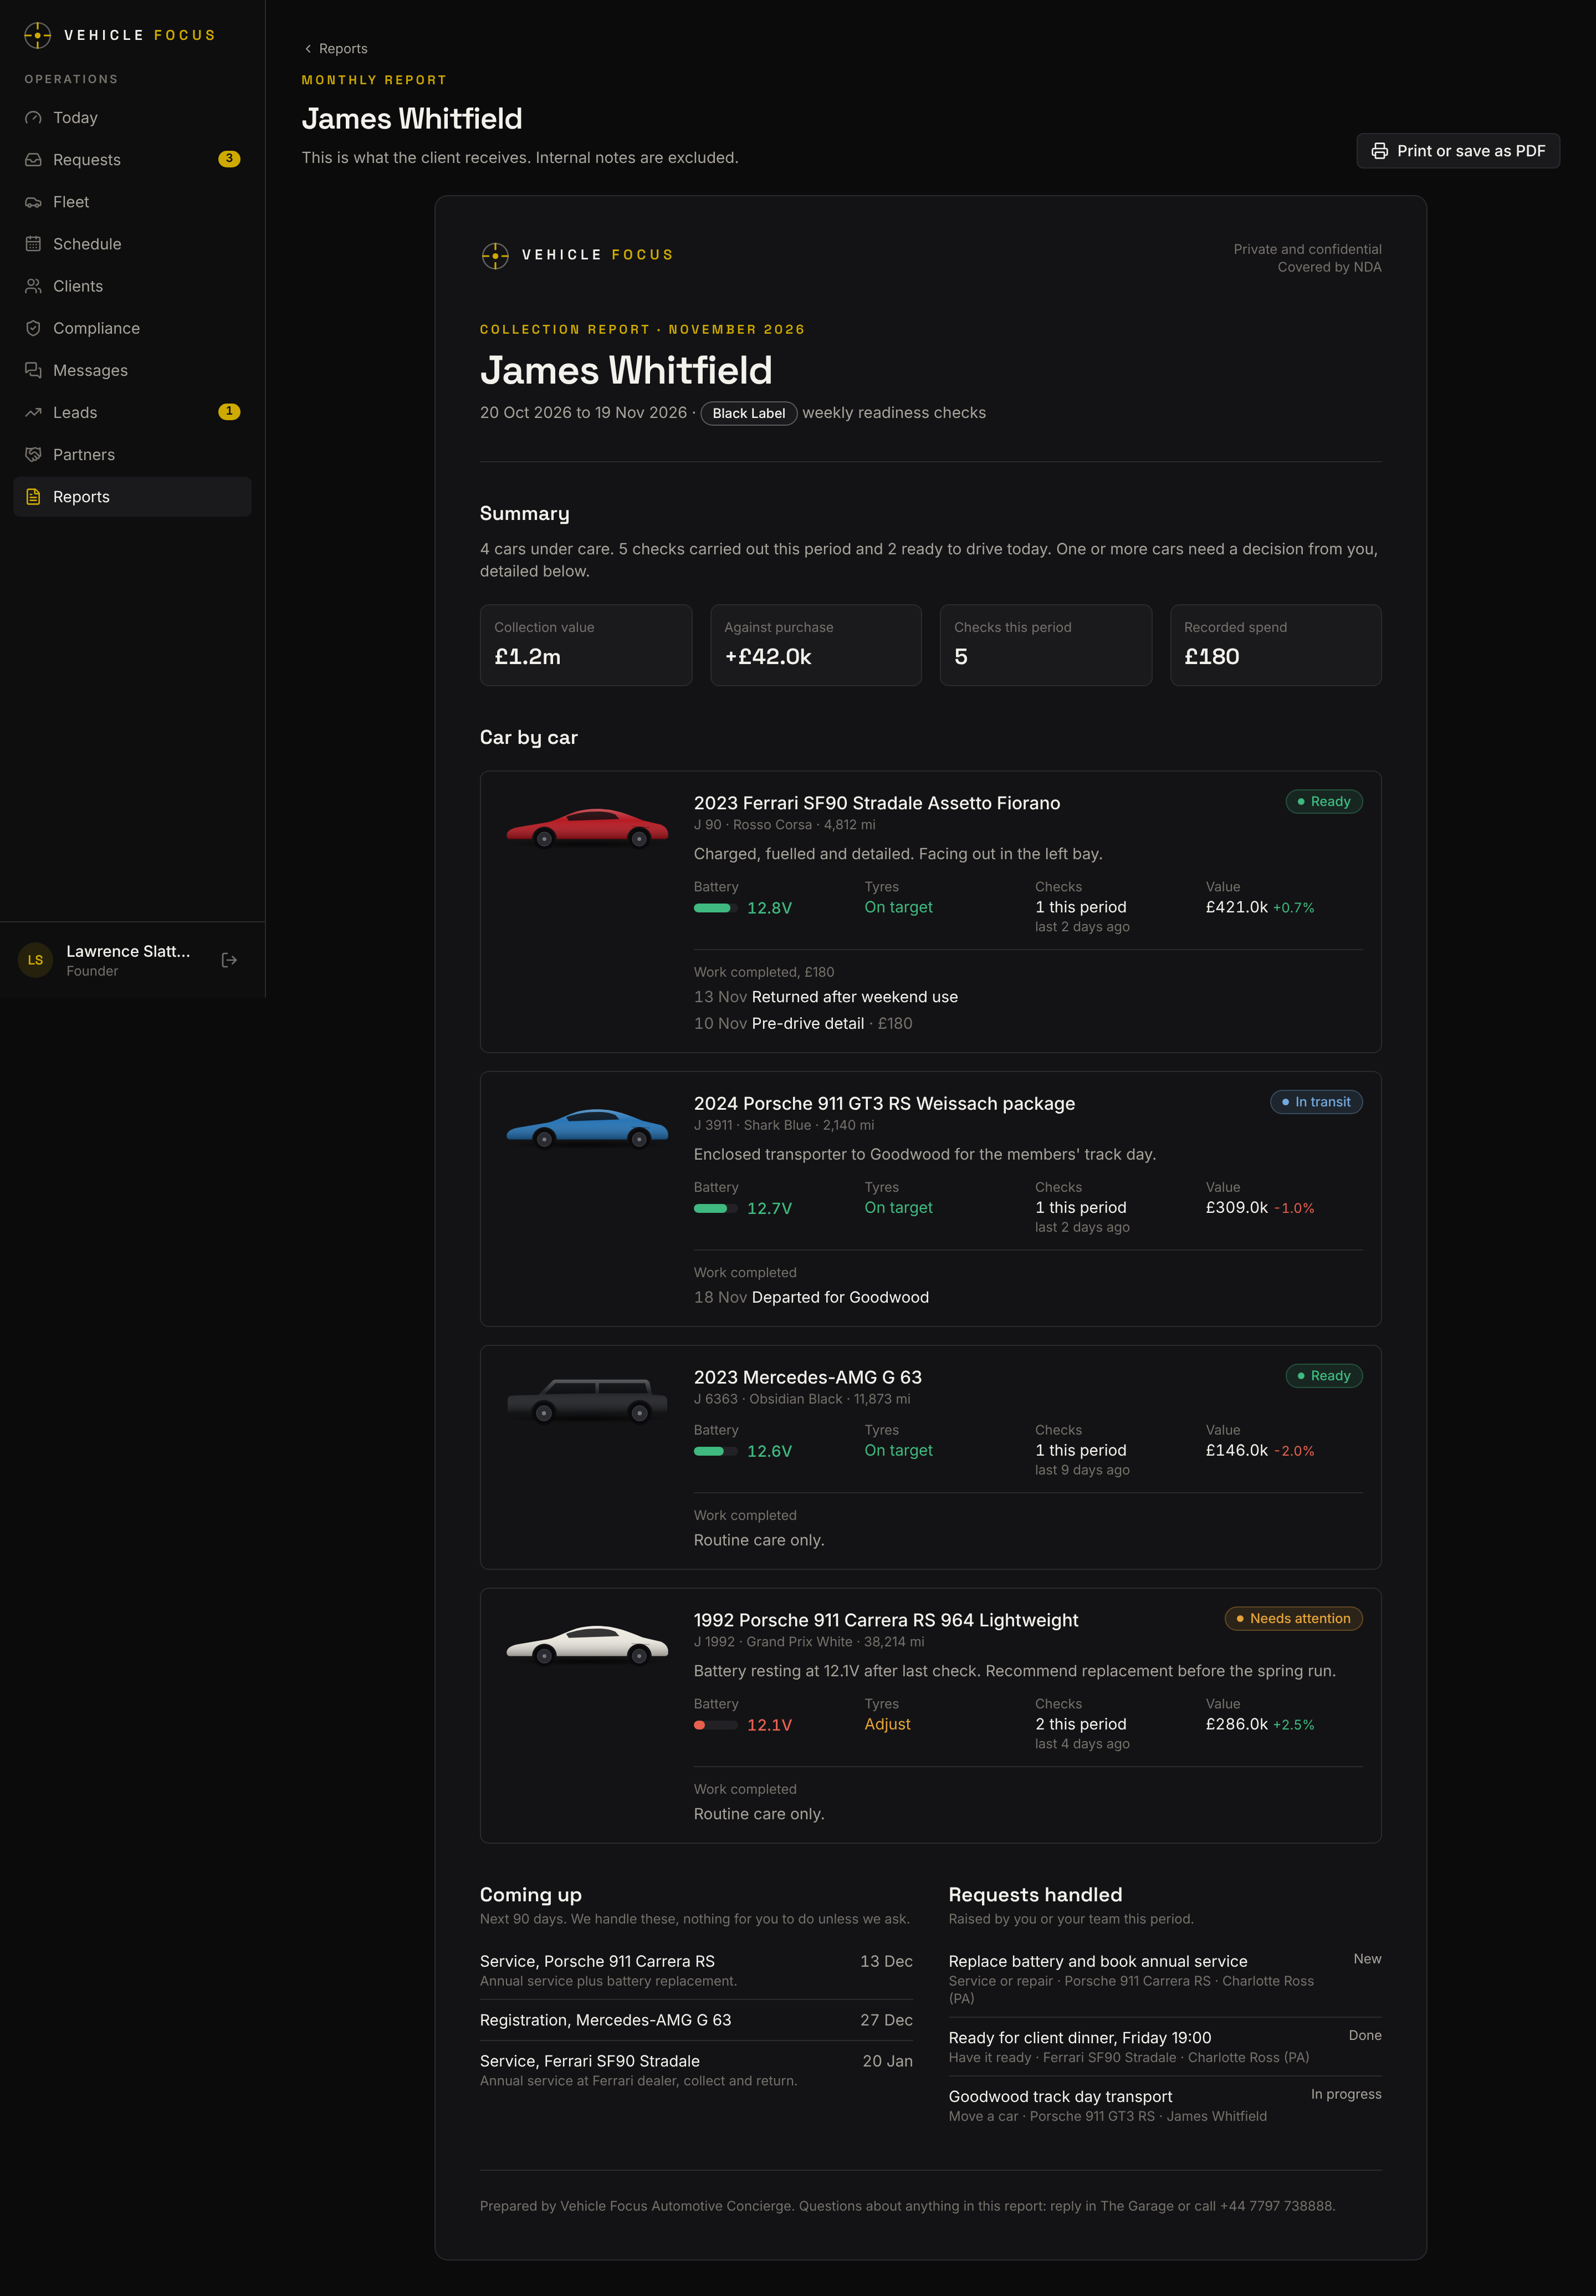 VEHICLE FOCUS
OPERATIONS
Today
Requests 3
Fleet
Schedule
Clients
Compliance
Messages
Leads 1
Partners
Reports
LS
Lawrence Slatt...
Founder
Reports
MONTHLY REPORT
James Whitfield
This is what the client receives. Internal notes are excluded.
Print or save as PDF
VEHICLE FOCUS
Private and confidential
Covered by NDA
COLLECTION REPORT · NOVEMBER 2026
James Whitfield
20 Oct 2026 to 19 Nov 2026 · Black Label weekly readiness checks
Summary
4 cars under care. 5 checks carried out this period and 2 ready to drive today. One or more cars need a decision from you,
detailed below.
Collection value
£1.2m
Against purchase
+£42.0k
Checks this period
5
Recorded spend
£180
Car by car
2023 Ferrari SF90 Stradale Assetto Fiorano
Ready
J 90 · Rosso Corsa · 4,812 mi
Charged, fuelled and detailed. Facing out in the left bay.
Battery
12.8V
Tyres
On target
Checks
1 this period
last 2 days ago
Value
£421.0k +0.7%
Work completed, £180
13 Nov Returned after weekend use
10 Nov Pre-drive detail · £180
2024 Porsche 911 GT3 RS Weissach package
In transit
J 3911 · Shark Blue · 2,140 mi
Enclosed transporter to Goodwood for the members' track day.
Battery
12.7V
Tyres
On target
Checks
1 this period
last 2 days ago
Value
£309.0k -1.0%
Work completed
18 Nov Departed for Goodwood
2023 Mercedes-AMG G 63
Ready
J 6363 · Obsidian Black · 11,873 mi
Battery
12.6V
Tyres
On target
Checks
1 this period
last 9 days ago
Value
£146.0k -2.0%
Work completed
Routine care only.
1992 Porsche 911 Carrera RS 964 Lightweight
Needs attention
J 1992 · Grand Prix White · 38,214 mi
Battery resting at 12.1V after last check. Recommend replacement before the spring run.
Battery
12.1V
Tyres
Adjust
Checks
2 this period
last 4 days ago
Value
£286.0k +2.5%
Work completed
Routine care only.
Coming up
Next 90 days. We handle these, nothing for you to do unless we ask.
Service, Porsche 911 Carrera RS 13 Dec
Annual service plus battery replacement.
Registration, Mercedes-AMG G 63 27 Dec
Service, Ferrari SF90 Stradale 20 Jan
Annual service at Ferrari dealer, collect and return.
Requests handled
Raised by you or your team this period.
Replace battery and book annual service New
Service or repair · Porsche 911 Carrera RS · Charlotte Ross
(PA)
Ready for client dinner, Friday 19:00 Done
Have it ready · Ferrari SF90 Stradale · Charlotte Ross (PA)
Goodwood track day transport In progress
Move a car · Porsche 911 GT3 RS · James Whitfield
Prepared by Vehicle Focus Automotive Concierge. Questions about anything in this report: reply in The Garage or call +44 7797 738888.